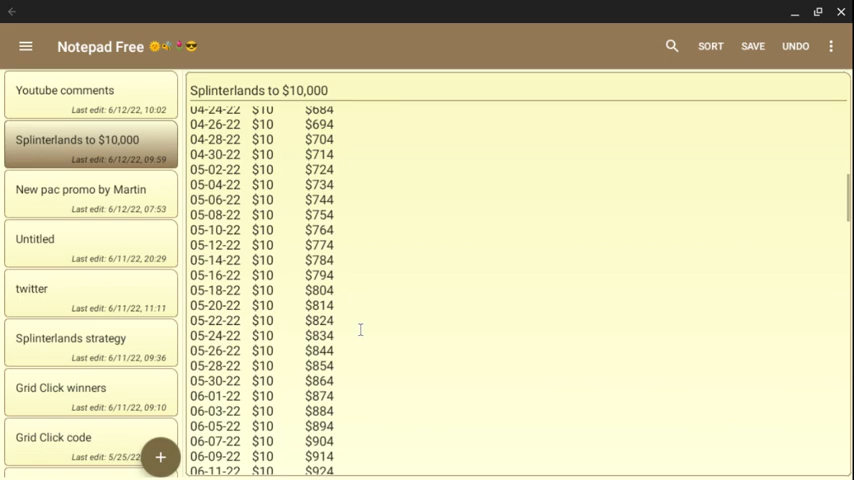 Notepad Free 🌞🐝🌷😎
SORT
SAVE
UNDO
Youtube comments
Last edit: 6/12/22, 10:02
Splinterlands to $10,000
Last edit: 6/12/22, 09:59
New pac promo by Martin
Last edit: 6/12/22, 07:53
Untitled
Last edit: 6/11/22, 20:29
twitter
Last edit: 6/11/22, 11:11
Splinterlands strategy
Last edit: 6/11/22, 09:36
Grid Click winners
Last edit: 6/11/22, 09:10
Grid Click code
Last edit: 5/25/22
+
Splinterlands to $10,000
04-24-22 $10 $684
04-26-22 $10 $694
04-28-22 $10 $704
04-30-22 $10 $714
05-02-22 $10 $724
05-04-22 $10 $734
05-06-22 $10 $744
05-08-22 $10 $754
05-10-22 $10 $764
05-12-22 $10 $774
05-14-22 $10 $784
05-16-22 $10 $794
05-18-22 $10 $804
05-20-22 $10 $814
05-22-22 $10 $824
05-24-22 $10 $834
05-26-22 $10 $844
05-28-22 $10 $854
05-30-22 $10 $864
06-01-22 $10 $874
06-03-22 $10 $884
06-05-22 $10 $894
06-07-22 $10 $904
06-09-22 $10 $914
06-11-22 $10 $924